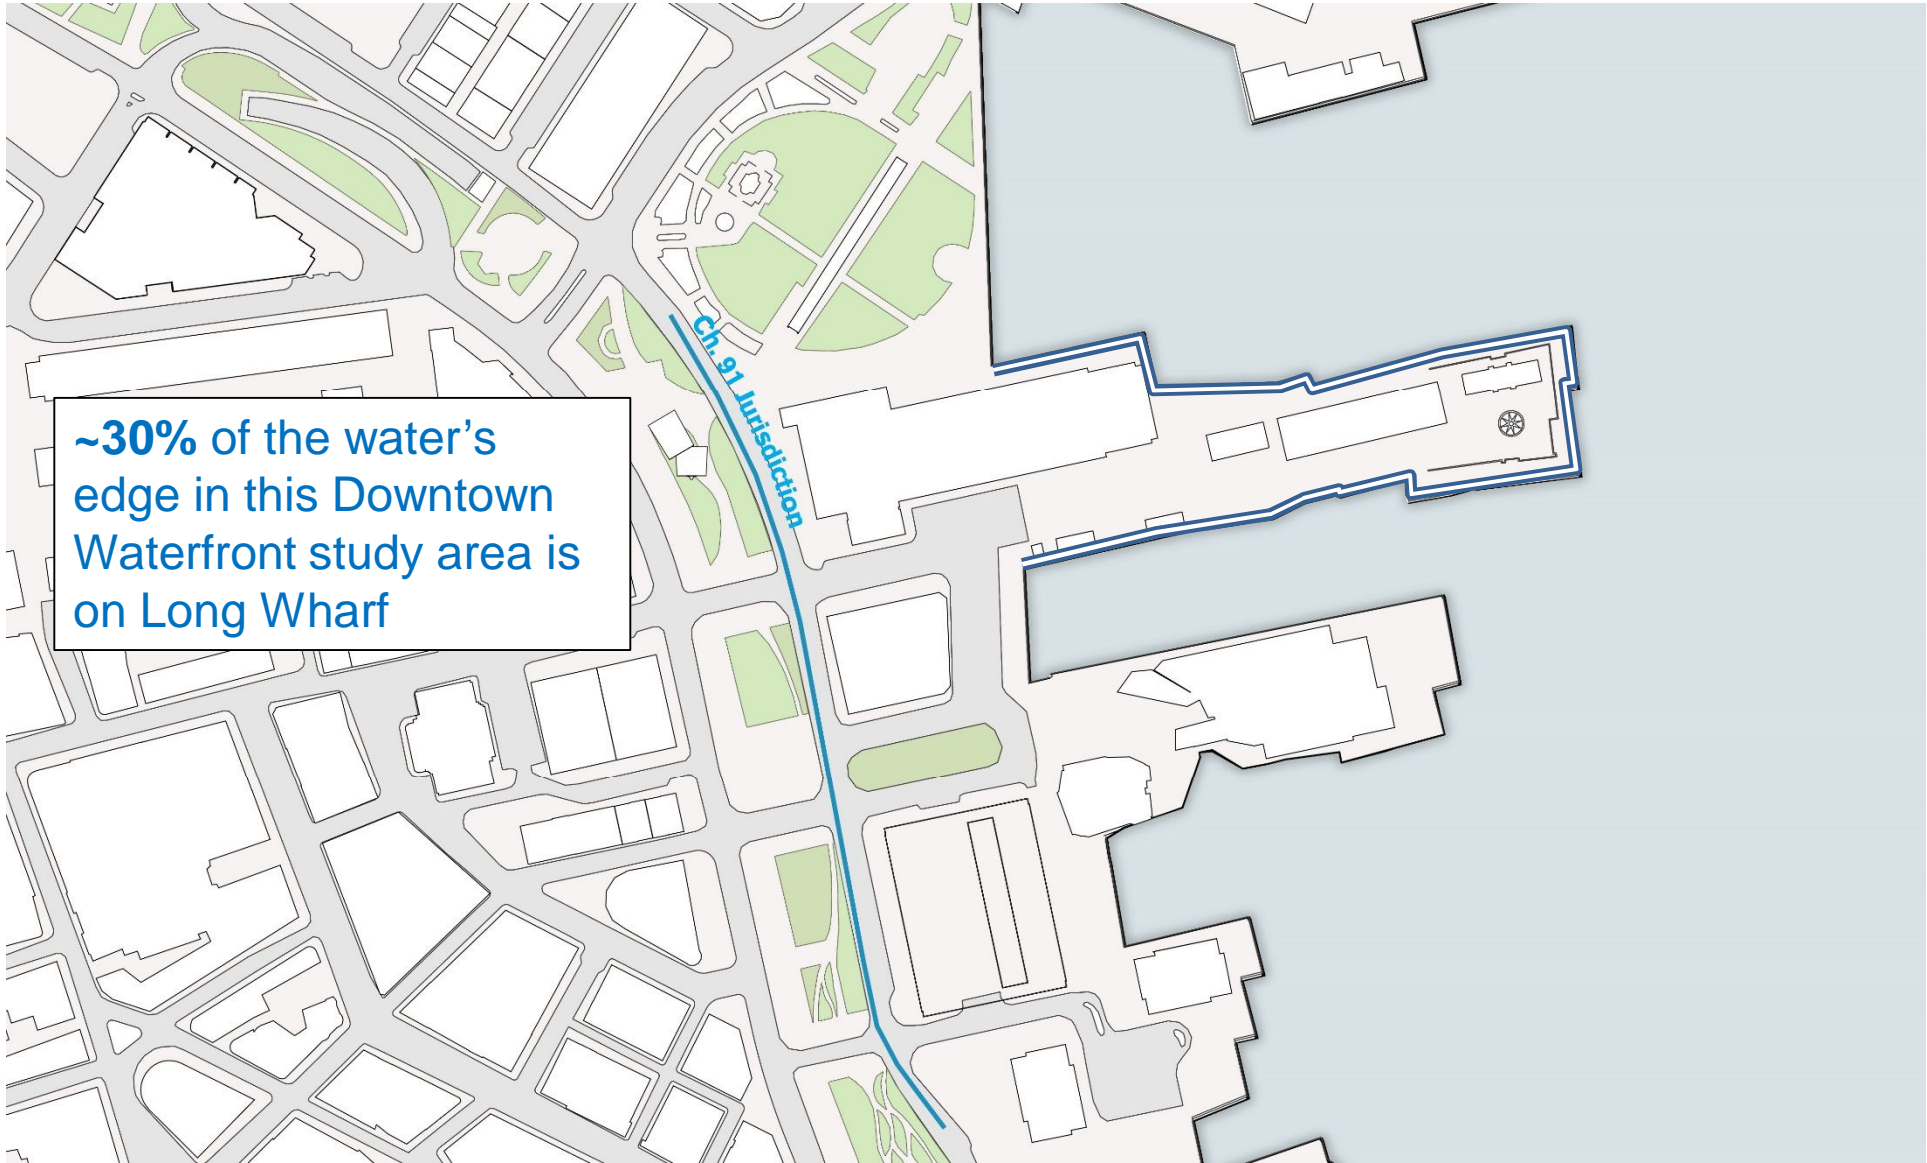 Ch. 91 Jurisdiction
~30% of the water’s
edge in this Downtown
Waterfront study area is
on Long Wharf